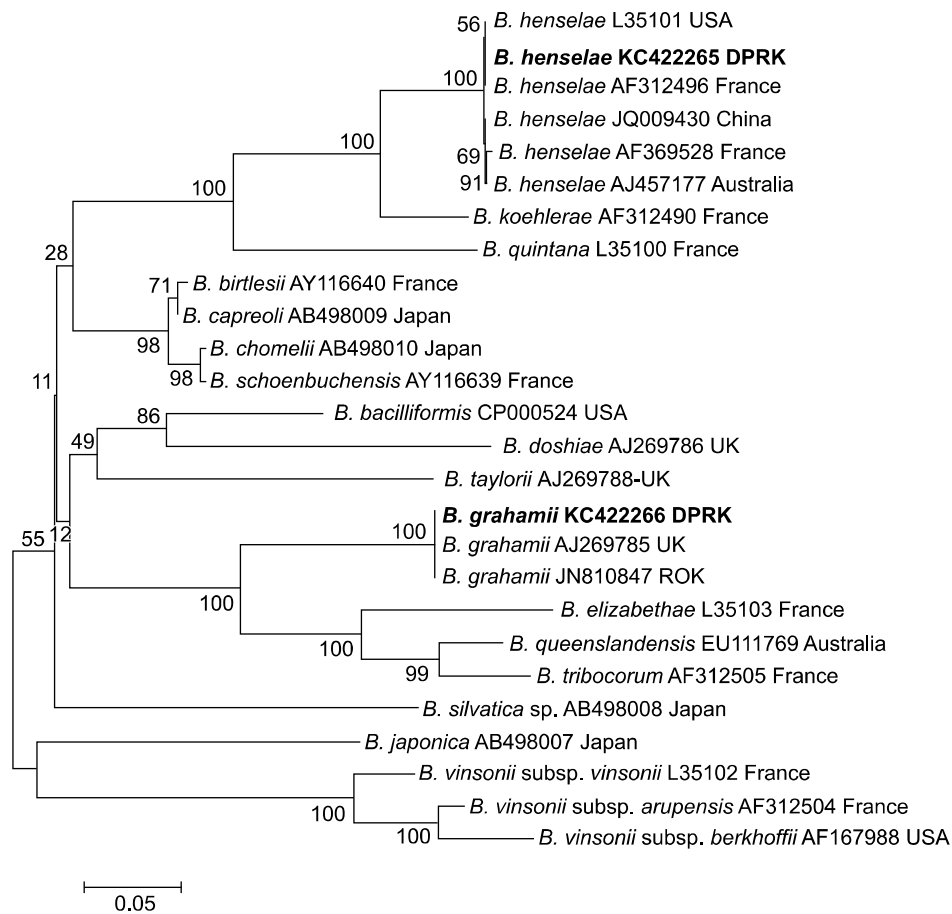 56
B. henselae L35101 USA
B. henselae KC422265 DPRK
100
B. henselae AF312496 France
B. henselae JQ009430 China
69
B. henselae AF369528 France
91
B. henselae AJ457177 Australia
100
B. koehlerae AF312490 France
100
B. quintana L35100 France
28
71
B. birtlesii AY116640 France
B. capreoli AB498009 Japan
98
B. chomelii AB498010 Japan
98
B. schoenbuchensis AY116639 France
11
86
B. bacilliformis CP000524 USA
49
B. doshiae AJ269786 UK
B. taylorii AJ269788-UK
B. grahamii KC422266 DPRK
100
B. grahamii AJ269785 UK
55
12
B. grahamii JN810847 ROK
100
B. elizabethae L35103 France
100
B. queenslandensis EU111769 Australia
99
B. tribocorum AF312505 France
B. silvatica sp. AB498008 Japan
B. japonica AB498007 Japan
B. vinsonii subsp. vinsonii L35102 France
100
B. vinsonii subsp. arupensis AF312504 France
100
B. vinsonii subsp. berkhoffii AF167988 USA
0.05